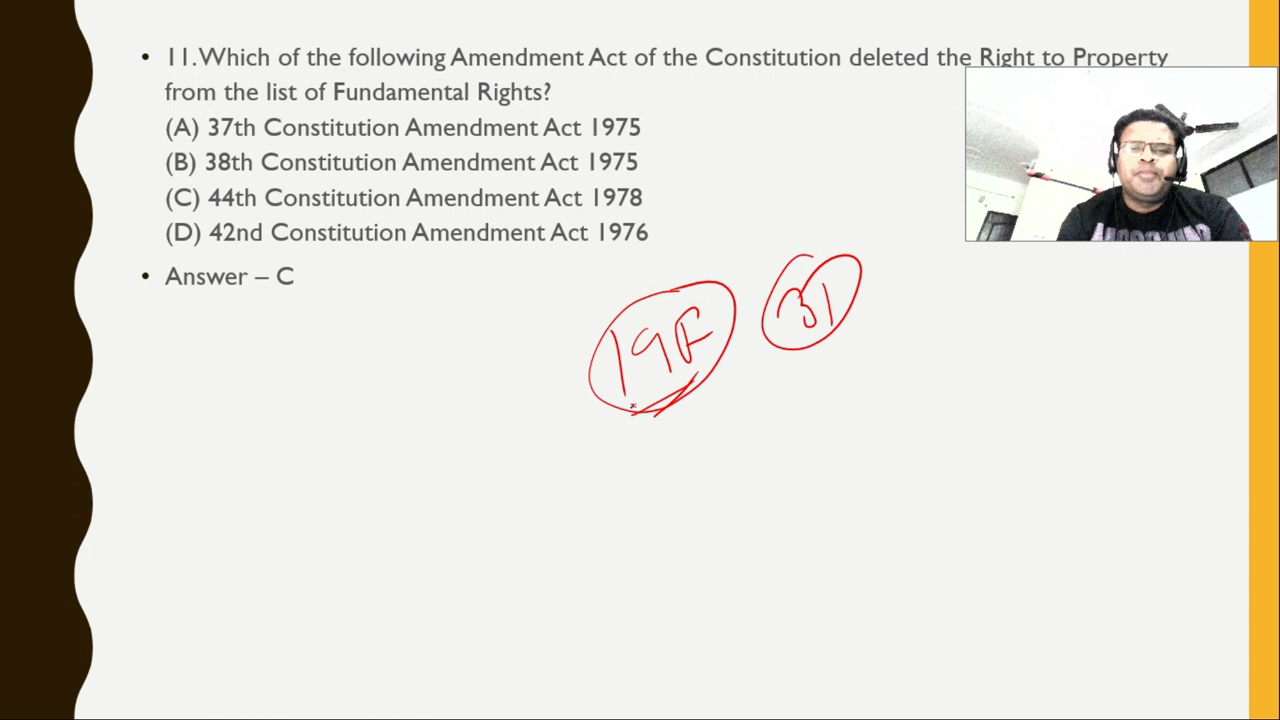 • 11. Which of the following Amendment Act of the Constitution deleted the Right to Property
from the list of Fundamental Rights?
(A) 37th Constitution Amendment Act 1975
(B) 38th Constitution Amendment Act 1975
(C) 44th Constitution Amendment Act 1978
(D) 42nd Constitution Amendment Act 1976
• Answer – C
19F 31